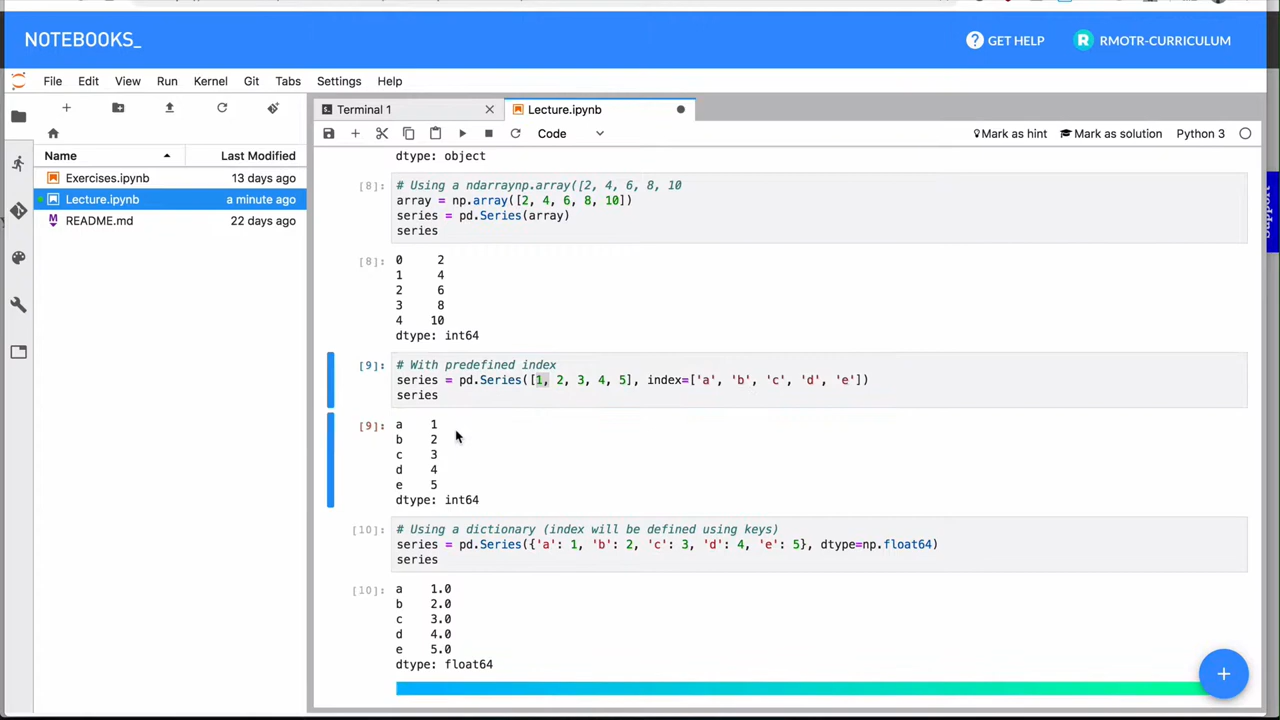 NOTEBOOKS_
? GET HELP
R RMOTR-CURRICULUM
File Edit View Run Kernel Git Tabs Settings Help
Terminal 1
Lecture.ipynb
Code
Mark as hint
Mark as solution
Python 3
Name Last Modified
Exercises.ipynb 13 days ago
Lecture.ipynb a minute ago
README.md 22 days ago
dtype: object
[8]: # Using a ndarraynp.array([2, 4, 6, 8, 10
array = np.array([2, 4, 6, 8, 10])
series = pd.Series(array)
series
[8]: 0 2
1 4
2 6
3 8
4 10
dtype: int64
[9]: # With predefined index
series = pd.Series([1, 2, 3, 4, 5], index=['a', 'b', 'c', 'd', 'e'])
series
[9]: a 1
b 2
c 3
d 4
e 5
dtype: int64
[10]: # Using a dictionary (index will be defined using keys)
series = pd.Series({'a': 1, 'b': 2, 'c': 3, 'd': 4, 'e': 5}, dtype=np.float64)
series
[10]: a 1.0
b 2.0
c 3.0
d 4.0
e 5.0
dtype: float64
Support